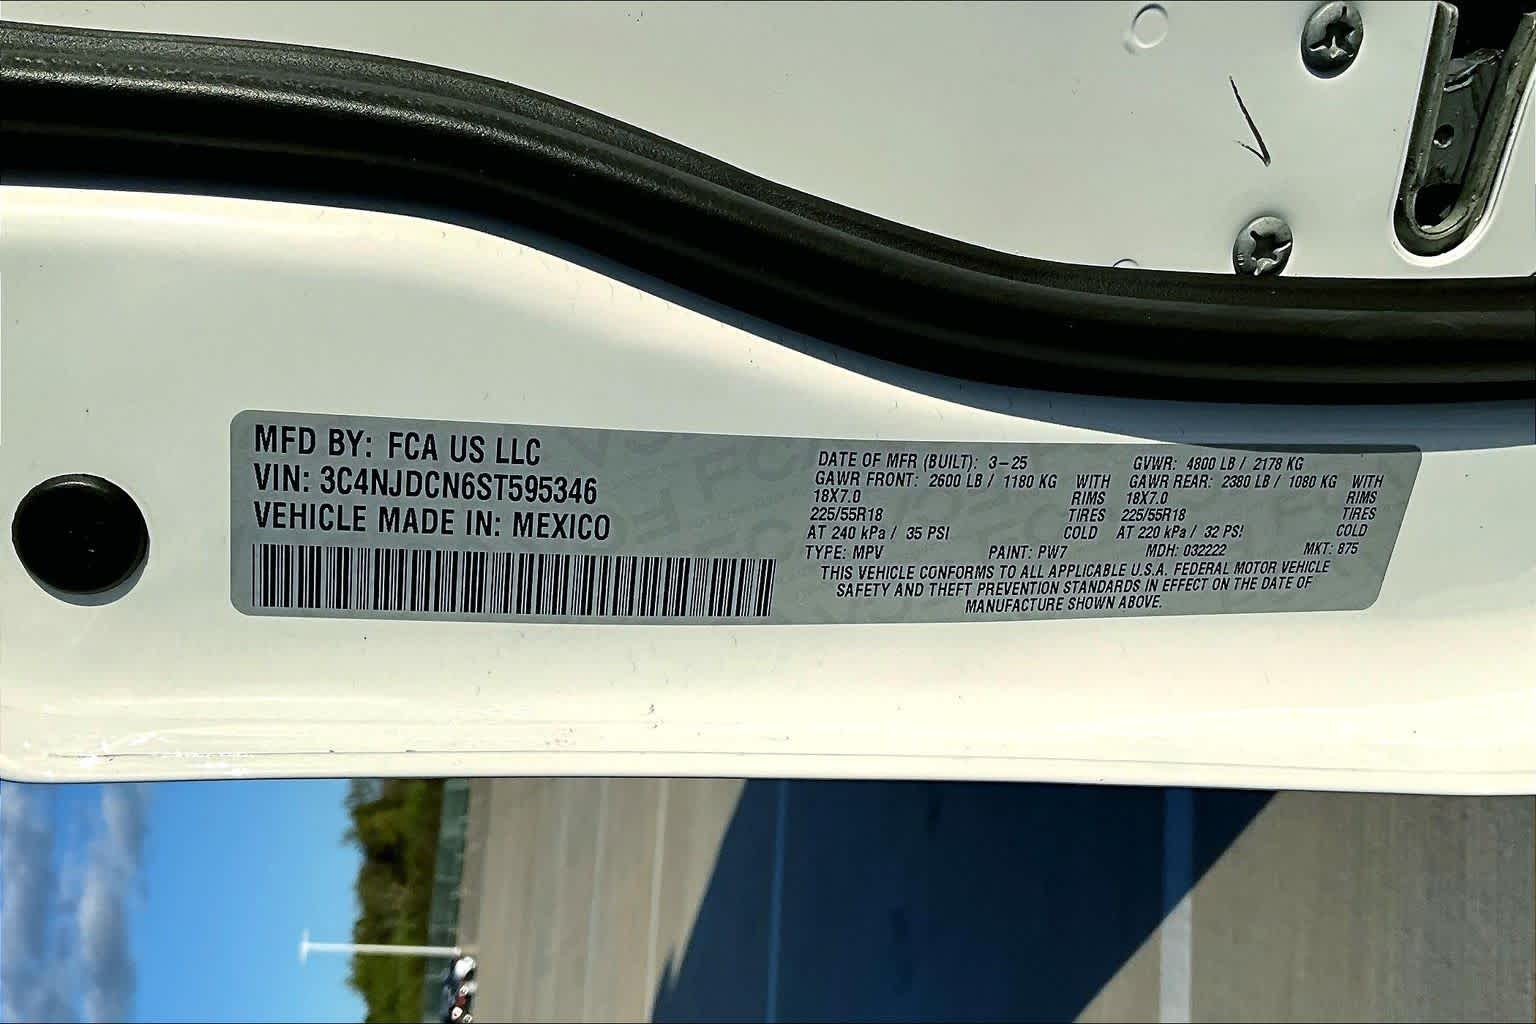 MFD BY: FCA US LLC
VIN: 3C4NJDCN6ST595346
VEHICLE MADE IN: MEXICO
DATE OF MFR (BUILT): 3-25 GVWR: 4800 LB / 2178 KG
GAWR FRONT: 2600 LB / 1180 KG WITH GAWR REAR: 2380 LB / 1080 KG WITH
18X7.0 RIMS 18X7.0 RIMS
225/55R18 TIRES 225/55R18 TIRES
AT 240 kPa / 35 PSI COLD AT 220 kPa / 32 PSI COLD
TYPE: MPV PAINT: PW7 MDH: 032222 MKT: 875
THIS VEHICLE CONFORMS TO ALL APPLICABLE U.S.A. FEDERAL MOTOR VEHICLE
SAFETY AND THEFT PREVENTION STANDARDS IN EFFECT ON THE DATE OF
MANUFACTURE SHOWN ABOVE.